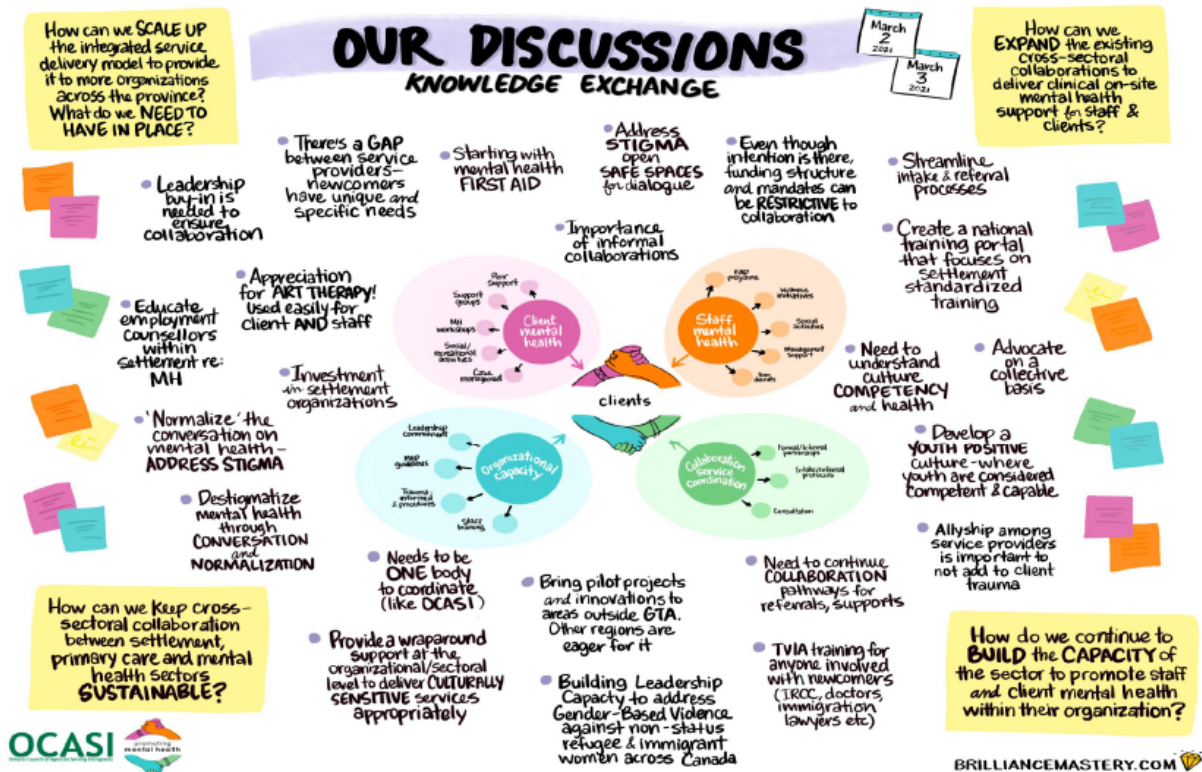 OUR DISCUSSIONS
KNOWLEDGE EXCHANGE
March
2
2021
March
3
2021
How can we SCALE UP
the integrated service
delivery model to provide
it to more organizations
across the province?
What do we NEED TO
HAVE IN PLACE?
How can we
EXPAND the existing
cross-sectoral
collaborations to
deliver clinical on-site
mental health
support for staff &
clients?
Leadership
buy-in is
needed to
ensure
collaboration
There's a GAP
between service
providers-
newcomers
have unique and
specific needs
Starting with
mental health
FIRST AID
Address
STIGMA
open
SAFE SPACES
for dialogue
Even though
intention is there,
funding structure
and mandates can
be RESTRICTIVE to
collaboration
Streamline
intake & referral
processes
Importance
of informal
collaborations
Create a national
training portal
that focuses on
settlement
standardized
training
Educate
employment
counsellors
within
settlement re:
MH
Appreciation
for ART THERAPY!
used easily for
client AND staff
Investment
in settlement
organizations
Client
mental
health
Peer
Support
Support
groups
MH
workshops
Social/
recreational
activities
Case
management
Staff
mental
health
EAP
programs
Wellness
initiatives
Social
activities
Management
support
Team
debriefs
clients
Need to
understand
culture
COMPETENCY
and health
Advocate
on a
collective
basis
'Normalize' the
conversation on
mental health-
ADDRESS STIGMA
Destigmatize
mental health
through
CONVERSATION
and
NORMALIZATION
Organizational
capacity
Leadership
commitment
guidelines
Trauma
informed
& procedures
Staff
training
Collaboration
service
coordination
Formal/informal
partnerships
Intake/referral
protocols
Consultation
Develop a
YOUTH POSITIVE
culture-where
youth are considered
competent & capable
Allyship among
service providers
is important to
not add to client
trauma
Needs to be
ONE body
to coordinate
(like OCASI)
Provide a wraparound
support at the
organizational/sectoral
level to deliver CULTURALLY
SENSITIVE services
appropriately
Bring pilot projects
and innovations to
areas outside GTA.
Other regions are
eager for it
Building Leadership
Capacty to address
Gender-Based Violence
against non-status
refugee & immigrant
women across Canada
Need to continue
COLLABORATION
pathways for
referrals, supports
TVIA training for
anyone involved
with newcomers
(IRCC, doctors,
immigration
lawyers etc)
How can we keep cross-
sectoral collaboration
between settlement,
primary care and mental
health sectors
SUSTAINABLE?
How do we continue to
BUILD the CAPACITY of
the sector to promote staff
and client mental health
within their organization?
OCASI
Ontario Council of Agencies Serving Immigrants
promoting
mental health
BRILLIANCEMASTERY.COM